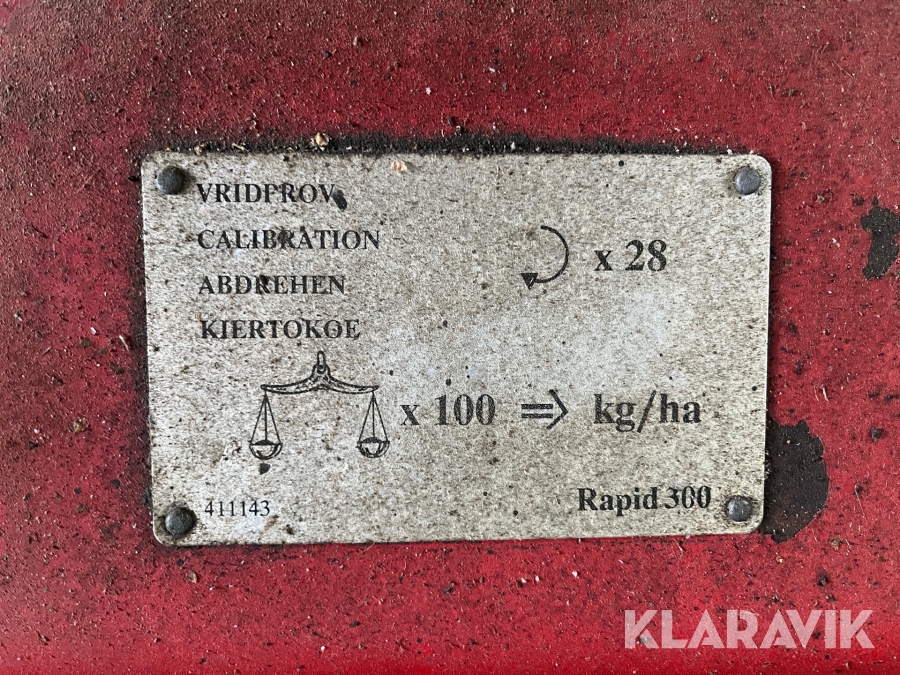 VRIDPROV
CALIBRATION
ABDREHEN
KIERTOKOE
x 28
x 100 ⇒ kg/ha
411143
Rapid 300
KLARAVIK